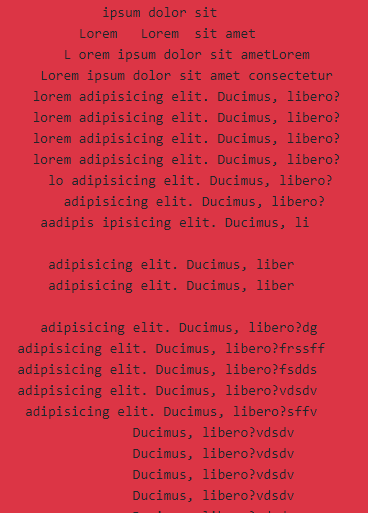 ipsum dolor sit
Lorem   Lorem  sit amet
L orem ipsum dolor sit ametLorem
Lorem ipsum dolor sit amet consectetur
lorem adipisicing elit. Ducimus, libero?
lorem adipisicing elit. Ducimus, libero?
lorem adipisicing elit. Ducimus, libero?
lorem adipisicing elit. Ducimus, libero?
lo adipisicing elit. Ducimus, libero?
adipisicing elit. Ducimus, libero?
aadipis ipisicing elit. Ducimus, li
adipisicing elit. Ducimus, liber
adipisicing elit. Ducimus, liber
adipisicing elit. Ducimus, libero?dg
adipisicing elit. Ducimus, libero?frssff
adipisicing elit. Ducimus, libero?fsdds
adipisicing elit. Ducimus, libero?vdsdv
adipisicing elit. Ducimus, libero?sffv
Ducimus, libero?vdsdv
Ducimus, libero?vdsdv
Ducimus, libero?vdsdv
Ducimus, libero?vdsdv